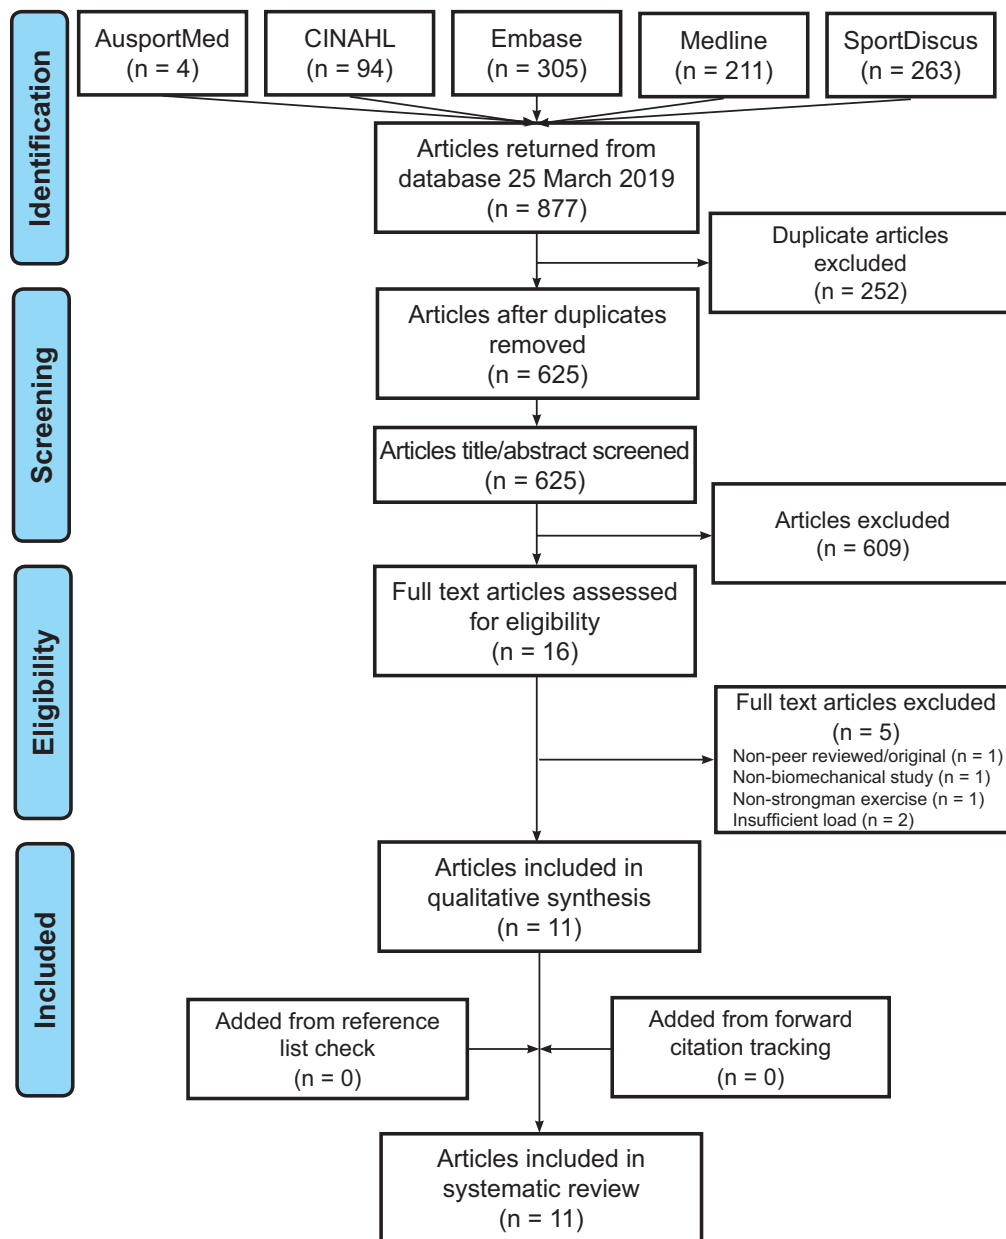 Identification
AusportMed
(n = 4)
CINAHL
(n = 94)
Embase
(n = 305)
Medline
(n = 211)
SportDiscus
(n = 263)
Articles returned from
database 25 March 2019
(n = 877)
Duplicate articles
excluded
(n = 252)
Screening
Articles after duplicates
removed
(n = 625)
Articles title/abstract screened
(n = 625)
Articles excluded
(n = 609)
Eligibility
Full text articles assessed
for eligibility
(n = 16)
Full text articles excluded
(n = 5)
Non-peer reviewed/original (n = 1)
Non-biomechanical study (n = 1)
Non-strongman exercise (n = 1)
Insufficient load (n = 2)
Included
Articles included in
qualitative synthesis
(n = 11)
Added from reference
list check
(n = 0)
Added from forward
citation tracking
(n = 0)
Articles included in
systematic review
(n = 11)